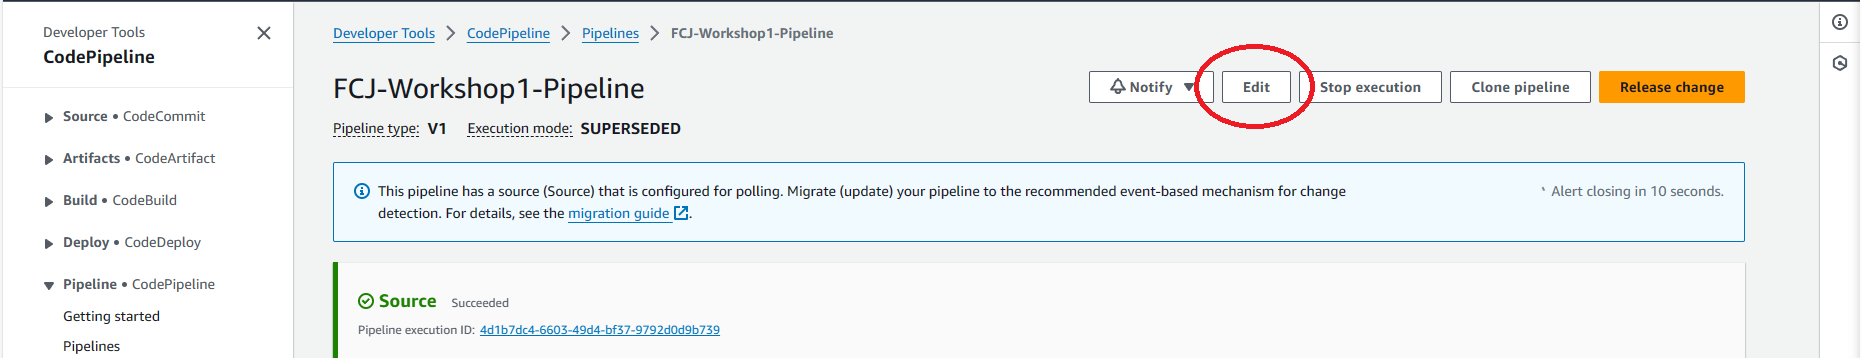 Developer Tools
CodePipeline
Source • CodeCommit
Artifacts • CodeArtifact
Build • CodeBuild
Deploy • CodeDeploy
Pipeline • CodePipeline
Getting started
Pipelines
Developer Tools > CodePipeline > Pipelines > FCJ-Workshop1-Pipeline
FCJ-Workshop1-Pipeline
Notify
Edit
Stop execution
Clone pipeline
Release change
Pipeline type: V1 Execution mode: SUPERSEDED
This pipeline has a source (Source) that is configured for polling. Migrate (update) your pipeline to the recommended event-based mechanism for change
detection. For details, see the migration guide.
Alert closing in 10 seconds.
Source Succeeded
Pipeline execution ID: 4d1b7dc4-6603-49d4-bf37-9792d0d9b739